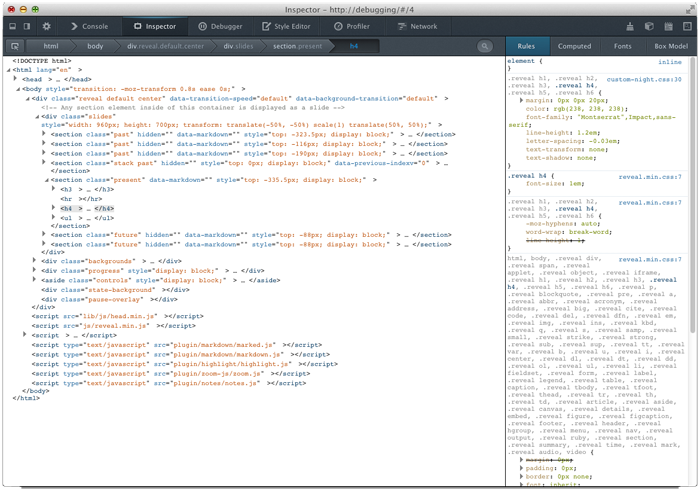 Inspector - http://debugging/#/4
Console
Inspector
Debugger
Style Editor
Profiler
Network
html
body
div.reveal.default.center
div.slides
section.present
h4
Rules
Computed
Fonts
Box Model
<!DOCTYPE html>
<html lang="en" >
<head > … </head>
<body style="transition: -moz-transform 0.8s ease 0s;" >
<div class="reveal default center" data-transition-speed="default" data-background-transition="default" >
<!-- Any section element inside of this container is displayed as a slide -->
<div class="slides"
style="width: 960px; height: 700px; transform: translate(-50%, -50%) scale(1) translate(50%, 50%);" >
<section class="past" hidden="" data-markdown="" style="top: -323.5px; display: block;" > … </section>
<section class="past" hidden="" data-markdown="" style="top: -116px; display: block;" > … </section>
<section class="past" hidden="" data-markdown="" style="top: -190px; display: block;" > … </section>
<section class="stack past" hidden="" style="top: 0px; display: block;" data-previous-indexv="0" > …
</section>
<section class="present" data-markdown="" style="top: -335.5px; display: block;" >
<h3 > … </h3>
<hr ></hr>
<h4 > … </h4>
<ul > … </ul>
</section>
<section class="future" hidden="" data-markdown="" style="top: -88px; display: block;" > … </section>
<section class="future" hidden="" data-markdown="" style="top: -88px; display: block;" > … </section>
</div>
<div class="backgrounds" > … </div>
<div class="progress" style="display: block;" > … </div>
<aside class="controls" style="display: block;" > … </aside>
<div class="state-background" ></div>
<div class="pause-overlay" ></div>
</div>
<script src="lib/js/head.min.js" ></script>
<script src="js/reveal.min.js" ></script>
<script > … </script>
<script type="text/javascript" src="plugin/markdown/marked.js" ></script>
<script type="text/javascript" src="plugin/markdown/markdown.js" ></script>
<script type="text/javascript" src="plugin/highlight/highlight.js" ></script>
<script type="text/javascript" src="plugin/zoom-js/zoom.js" ></script>
<script type="text/javascript" src="plugin/notes/notes.js" ></script>
</body>
</html>
element {
inline
}
.reveal h1, .reveal h2,
custom-night.css:30
.reveal h3, .reveal h4,
.reveal h5, .reveal h6 {
margin: 0px 0px 20px;
color: rgb(238, 238, 238);
font-family: "Montserrat",Impact,sans-
serif;
line-height: 1.2em;
letter-spacing: -0.03em;
text-transform: none;
text-shadow: none;
}
.reveal h4 {
reveal.min.css:7
font-size: 1em;
}
.reveal h1, .reveal h2,
reveal.min.css:7
.reveal h3, .reveal h4,
.reveal h5, .reveal h6 {
-moz-hyphens: auto;
word-wrap: break-word;
line-height: 1;
}
html, body, .reveal div,
reveal.min.css:7
.reveal span, .reveal
applet, .reveal object, .reveal iframe,
.reveal h1, .reveal h2, .reveal h3, .reveal
h4, .reveal h5, .reveal h6, .reveal p,
.reveal blockquote, .reveal pre, .reveal a,
.reveal abbr, .reveal acronym, .reveal
address, .reveal big, .reveal cite, .reveal
code, .reveal del, .reveal dfn, .reveal em,
.reveal img, .reveal ins, .reveal kbd,
.reveal q, .reveal s, .reveal samp, .reveal
small, .reveal strike, .reveal strong,
.reveal sub, .reveal sup, .reveal tt, .reveal
var, .reveal b, .reveal u, .reveal i, .reveal
center, .reveal dl, .reveal dt, .reveal dd,
.reveal ol, .reveal ul, .reveal li, .reveal
fieldset, .reveal form, .reveal label,
.reveal legend, .reveal table, .reveal
caption, .reveal tbody, .reveal tfoot,
.reveal thead, .reveal tr, .reveal th,
.reveal td, .reveal article, .reveal aside,
.reveal canvas, .reveal details, .reveal
embed, .reveal figure, .reveal figcaption,
.reveal footer, .reveal header, .reveal
hgroup, .reveal menu, .reveal nav, .reveal
output, .reveal ruby, .reveal section,
.reveal summary, .reveal time, .reveal mark,
.reveal audio, video {
margin: 0px;
padding: 0px;
border: 0px none;
font: inherit;